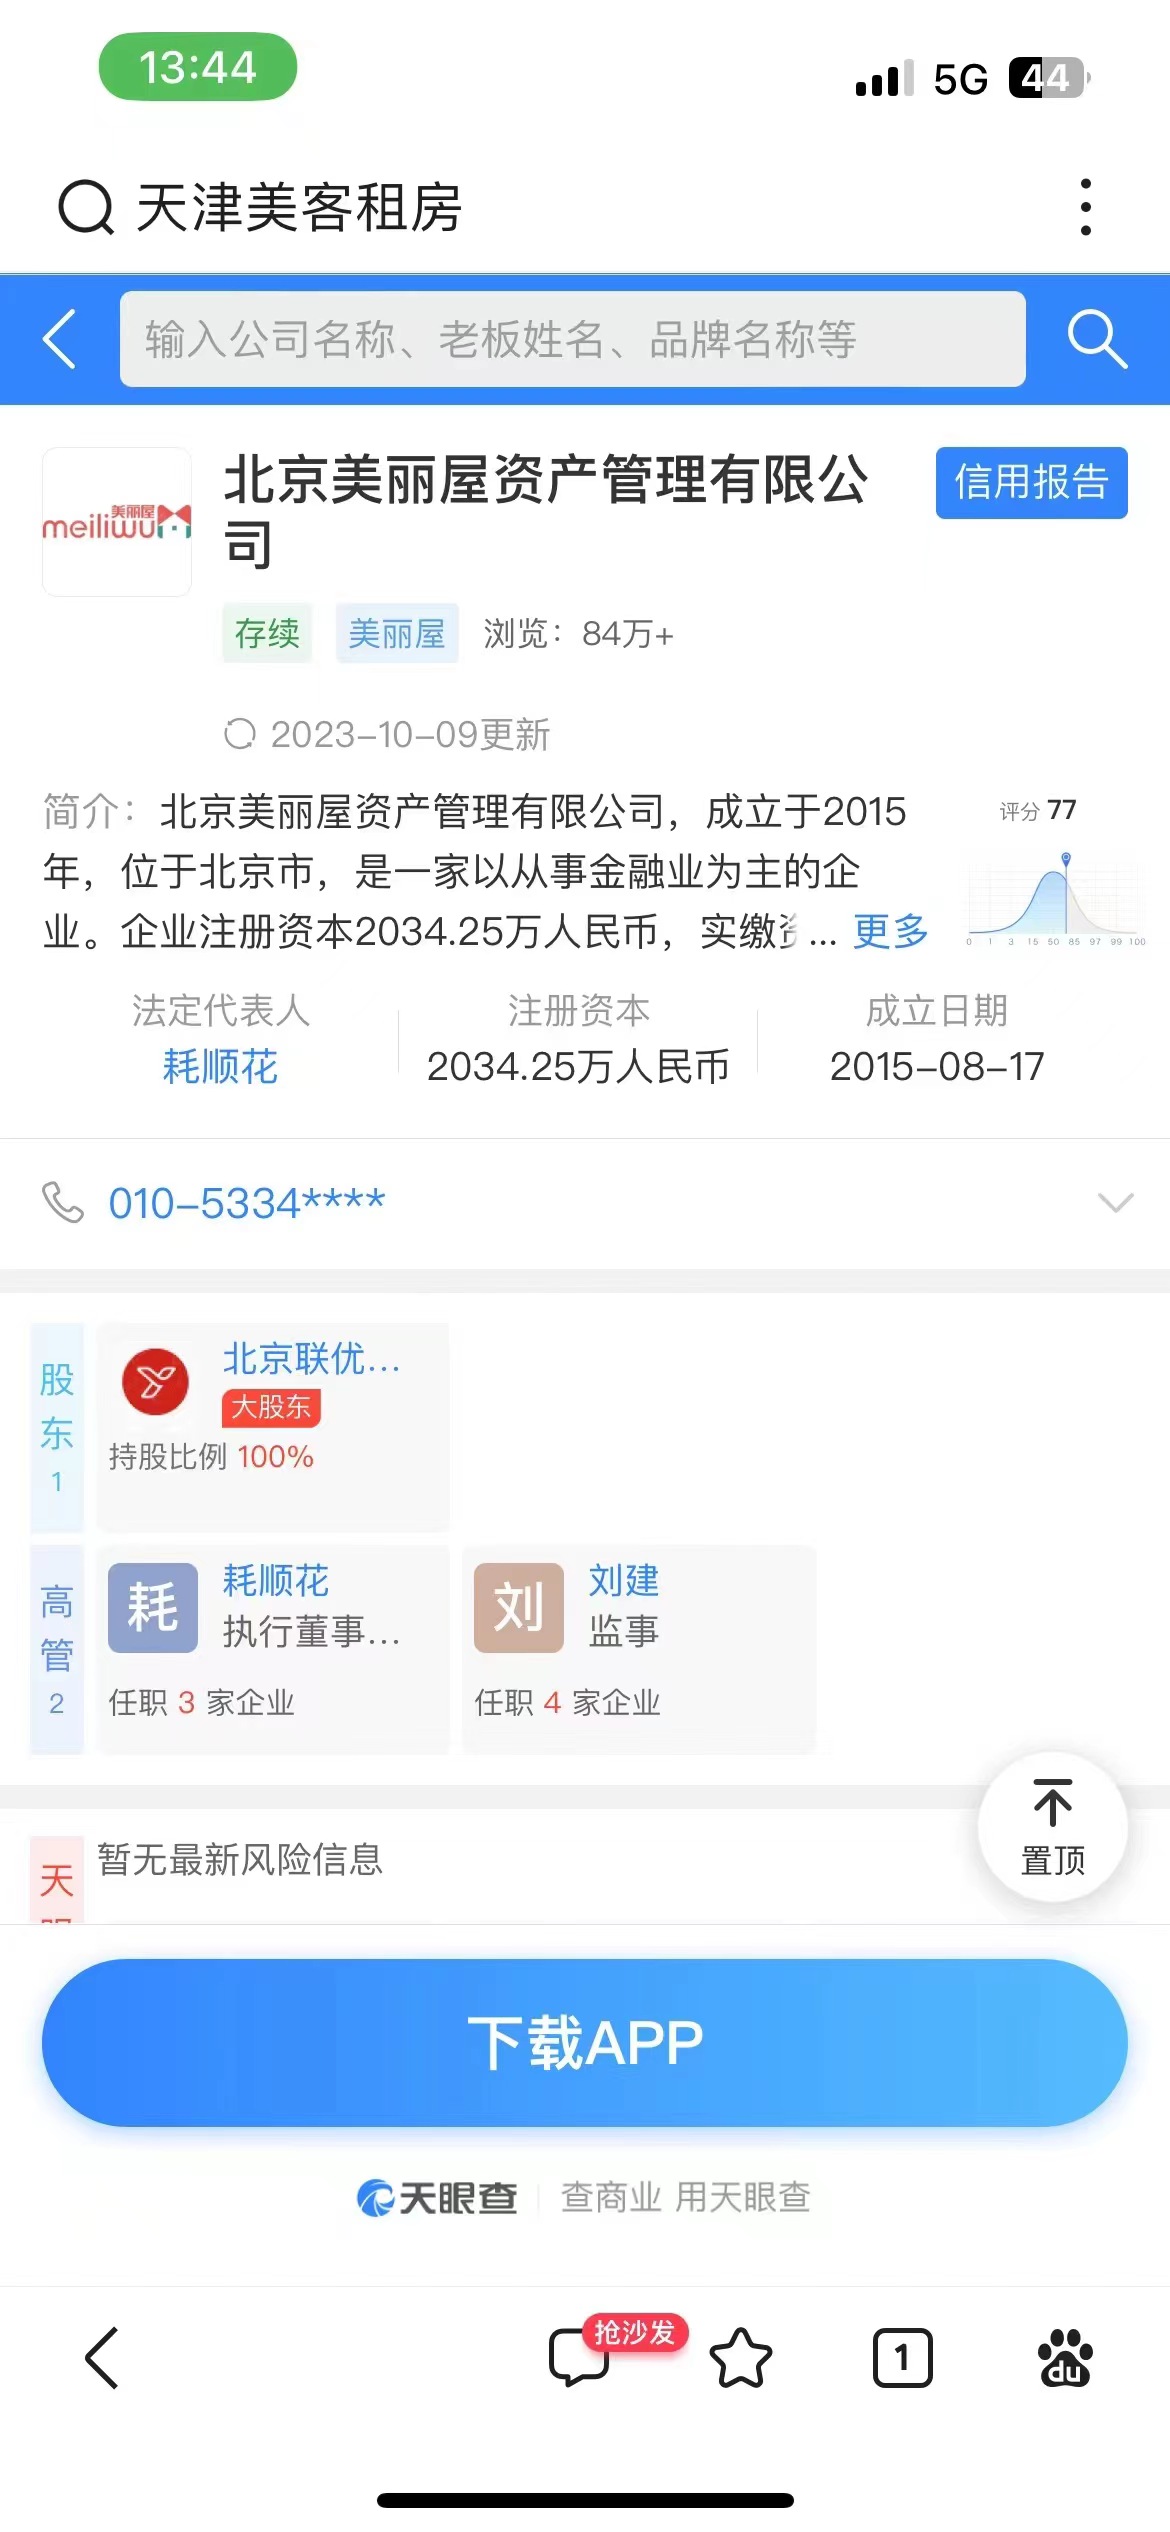 13:44
5G
44
天津美客租房
输入公司名称、老板姓名、品牌名称等
美丽屋
meiliwu
北京美丽屋资产管理有限公
司
信用报告
存续
美丽屋
浏览：84万+
2023-10-09更新
简介：北京美丽屋资产管理有限公司，成立于2015
年，位于北京市，是一家以从事金融业为主的企
业。企业注册资本2034.25万人民币，实缴资... 更多
评分 77
0 1 3 15 50 85 97 99 100
法定代表人
耗顺花
注册资本
2034.25万人民币
成立日期
2015-08-17
010-5334****
股东1
北京联优...
大股东
持股比例 100%
高管2
耗
耗顺花
执行董事...
任职 3 家企业
刘
刘建
监事
任职 4 家企业
天
暂无最新风险信息
置顶
下载APP
天眼查
查商业 用天眼查
抢沙发
1
du